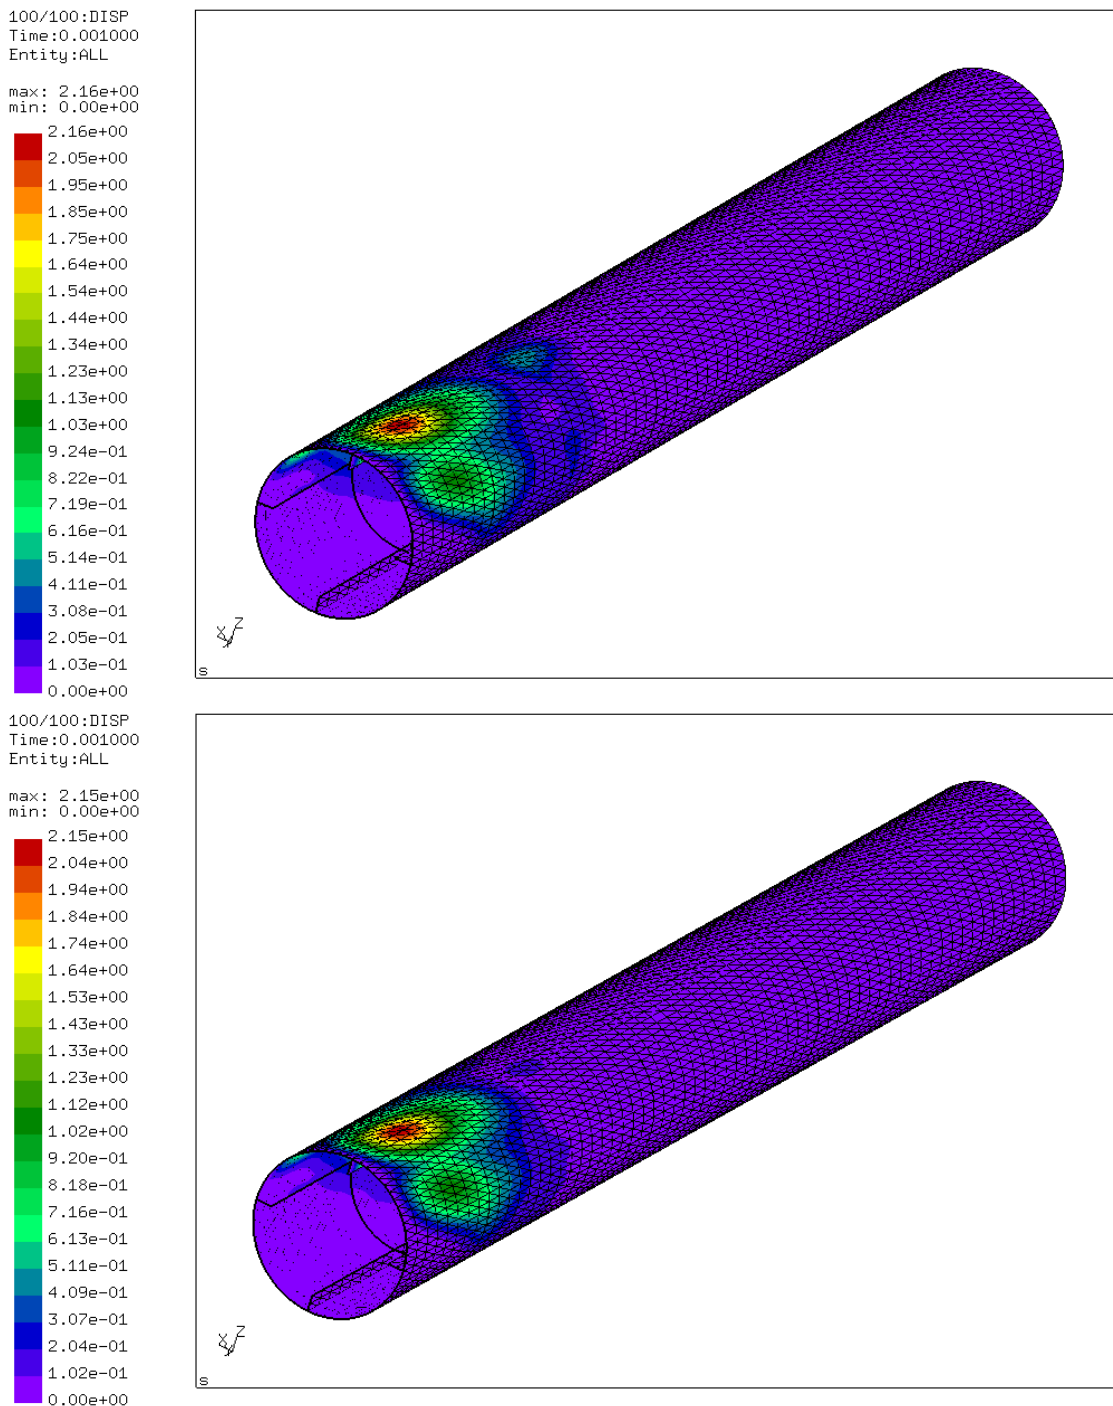 100/100:DISP
Time:0.001000
Entity:ALL
max: 2.16e+00
min: 0.00e+00
2.16e+00
2.05e+00
1.95e+00
1.85e+00
1.75e+00
1.64e+00
1.54e+00
1.44e+00
1.34e+00
1.23e+00
1.13e+00
1.03e+00
9.24e-01
8.22e-01
7.19e-01
6.16e-01
5.14e-01
4.11e-01
3.08e-01
2.05e-01
1.03e-01
0.00e+00
X Z
s
100/100:DISP
Time:0.001000
Entity:ALL
max: 2.15e+00
min: 0.00e+00
2.15e+00
2.04e+00
1.94e+00
1.84e+00
1.74e+00
1.64e+00
1.53e+00
1.43e+00
1.33e+00
1.23e+00
1.12e+00
1.02e+00
9.20e-01
8.18e-01
7.16e-01
6.13e-01
5.11e-01
4.09e-01
3.07e-01
2.04e-01
1.02e-01
0.00e+00
X Z
s